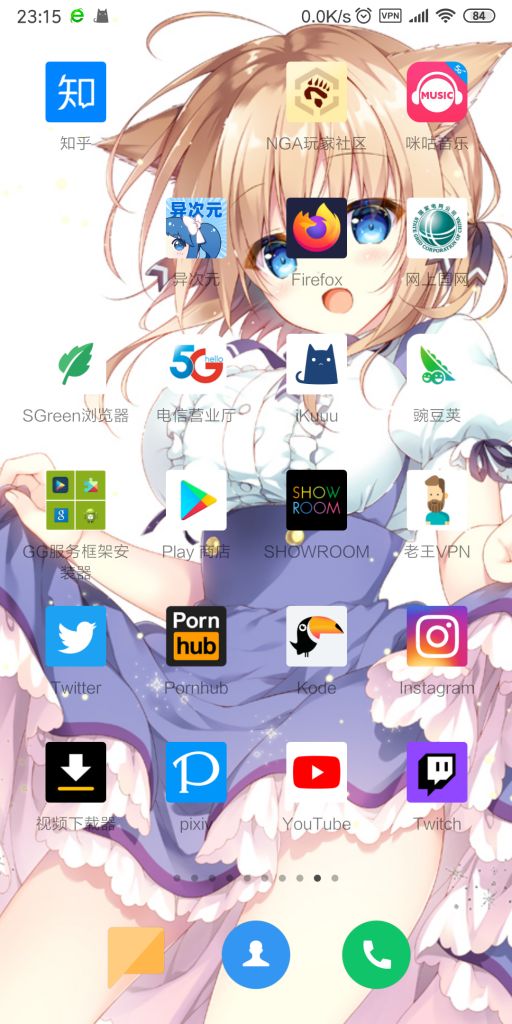 23:15
0.0K/s
VPN
84
知
MUSIC
5G
知乎
NGA玩家社区
咪咕音乐
异次元
异次元
Firefox
网上国网
5G hello
SGreen浏览器
电信营业厅
iKuuu
豌豆荚
SHOW
ROOM
GG服务框架安
装器
Play 商店
SHOWROOM
老王VPN
Porn
hub
Twitter
Pornhub
Kode
Instagram
视频下载器
pixiv
YouTube
Twitch